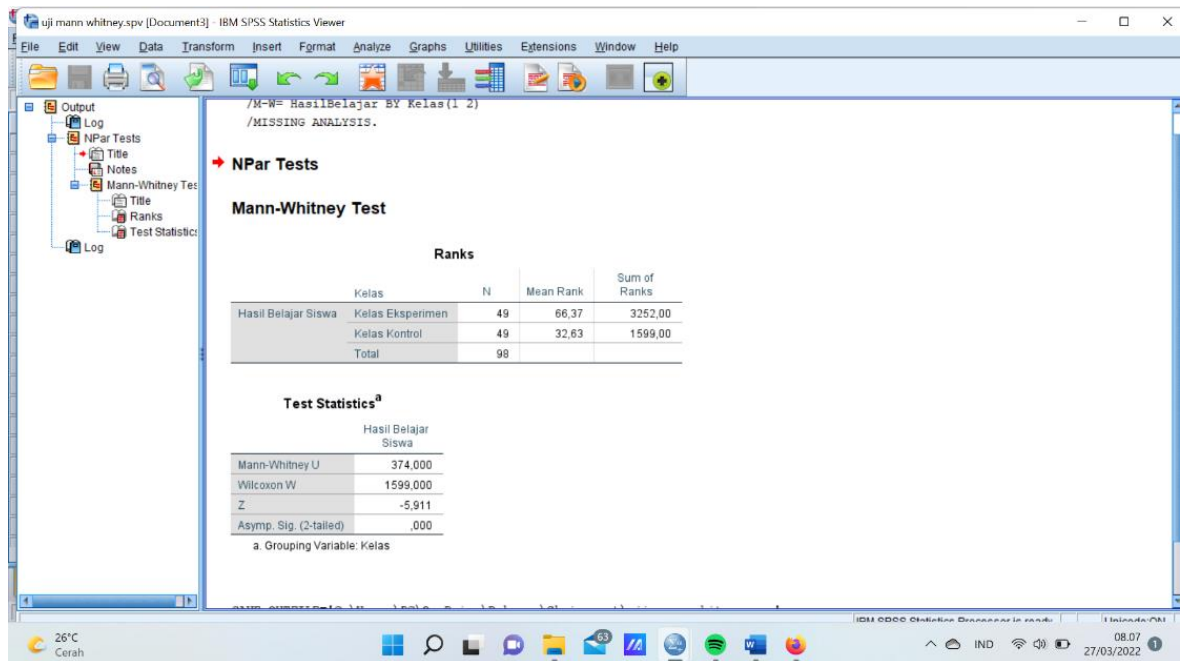 uji mann whitney.spv [Document3] - IBM SPSS Statistics Viewer
File Edit View Data Transform Insert Format Analyze Graphs Utilities Extensions Window Help
Output
Log
NPar Tests
Title
Notes
Mann-Whitney Tes
Title
Ranks
Test Statistics
Log
/M-W= HasilBelajar BY Kelas(1 2)
/MISSING ANALYSIS.
NPar Tests
Mann-Whitney Test
Ranks
Kelas N Mean Rank Sum of Ranks
Hasil Belajar Siswa Kelas Eksperimen 49 66,37 3252,00
Kelas Kontrol 49 32,63 1599,00
Total 98
Test Statistics a
Hasil Belajar Siswa
Mann-Whitney U 374,000
Wilcoxon W 1599,000
Z -5,911
Asymp. Sig. (2-tailed) ,000
a. Grouping Variable: Kelas
IBM SPSS Statistics Processor is ready Unicode:ON
26°C
Cerah
63
IND
08.07
27/03/2022
1